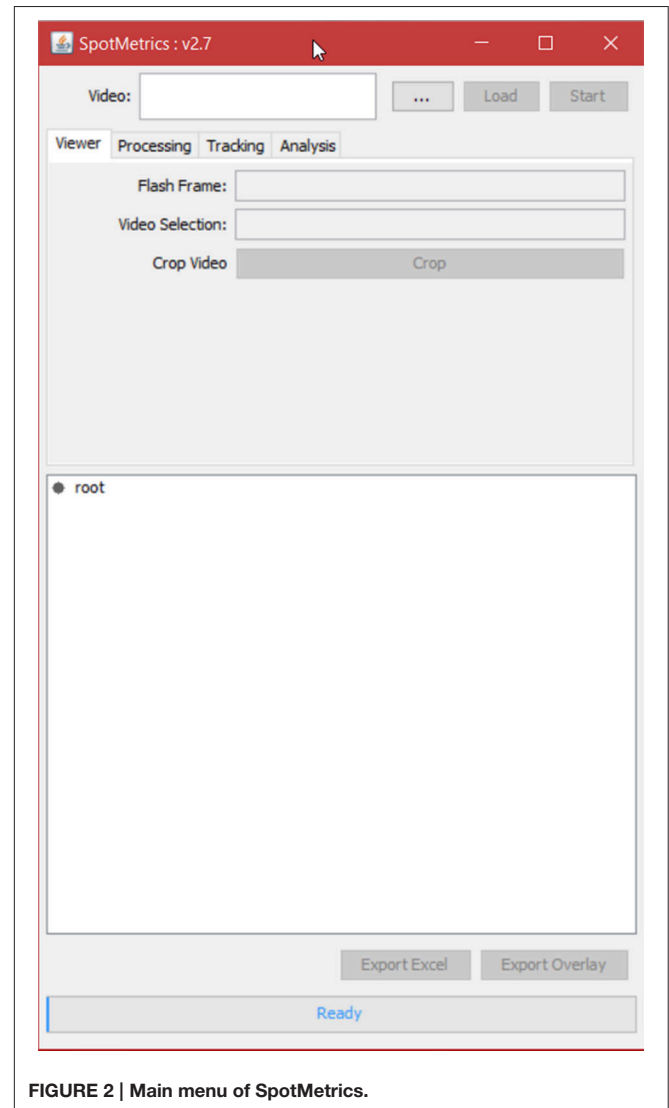 SpotMetrics : v2.7
Video: ... Load Start
Viewer Processing Tracking Analysis
Flash Frame:
Video Selection:
Crop Video Crop
root
Export Excel Export Overlay
Ready
FIGURE 2 | Main menu of SpotMetrics.